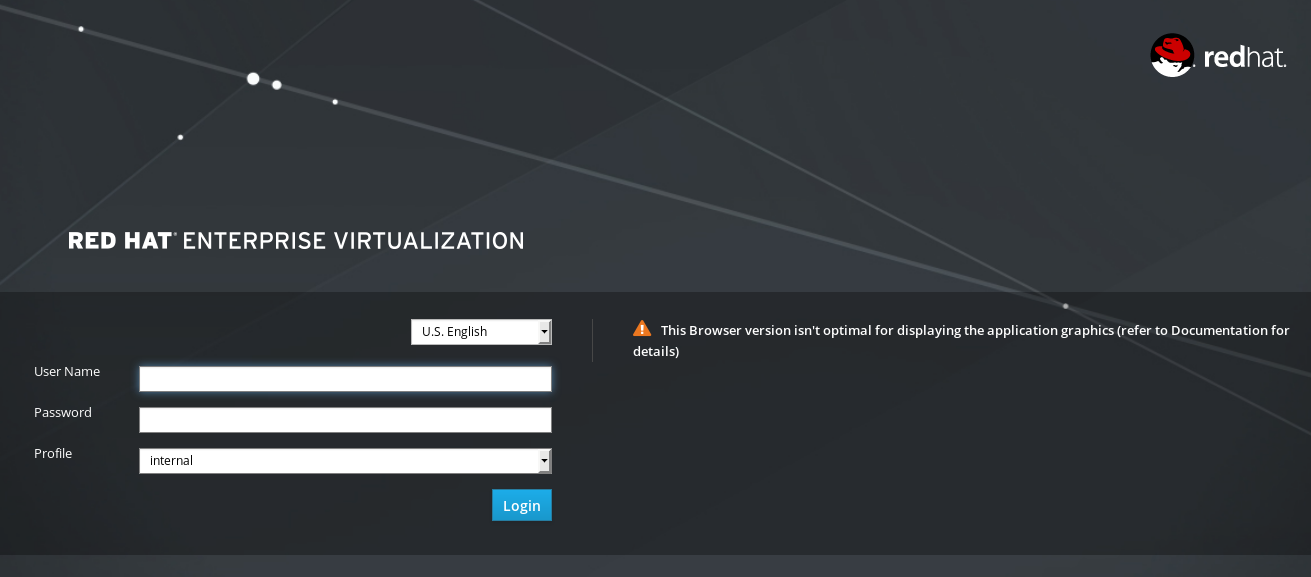 redhat.
RED HAT® ENTERPRISE VIRTUALIZATION
U.S. English
This Browser version isn't optimal for displaying the application graphics (refer to Documentation for
details)
User Name
Password
Profile
internal
Login